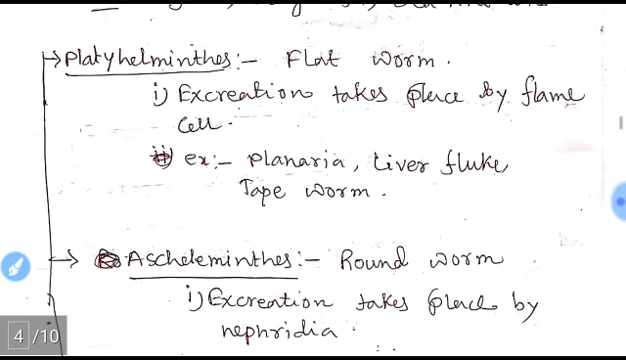 → Platyhelminthes:- Flat worm.
i) Excreation takes place by flame
cell.
ii) ex:- Planaria, Liver fluke,
Tape worm.
→ Ascheleminthes:- Round worm
i) Excreation takes place by
nephridia.
4/10